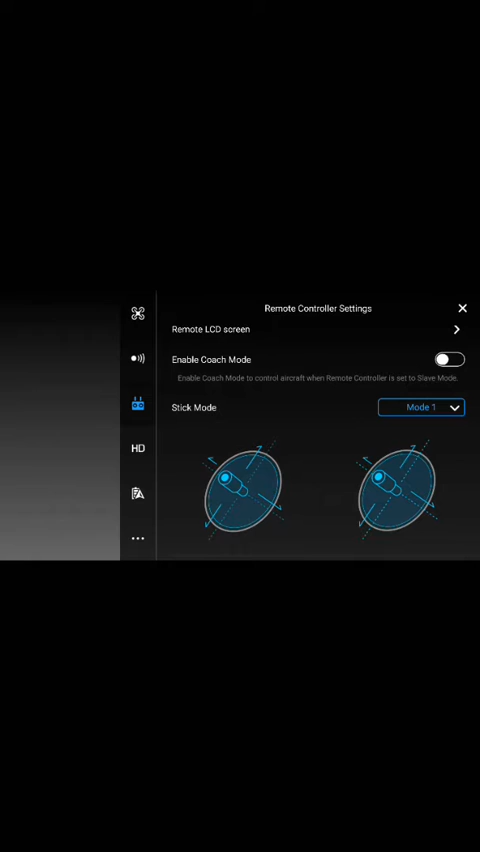 Remote Controller Settings
Remote LCD screen
Enable Coach Mode
Enable Coach Mode to control aircraft when Remote Controller is set to Slave Mode.
Stick Mode
Mode 1
HD